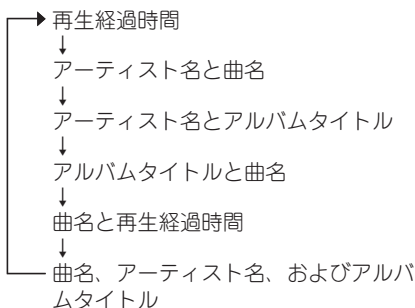 再生経過時間
アーティスト名と曲名
アーティスト名とアルバムタイトル
アルバムタイトルと曲名
曲名と再生経過時間
曲名、アーティスト名、およびアルバ
ムタイトル